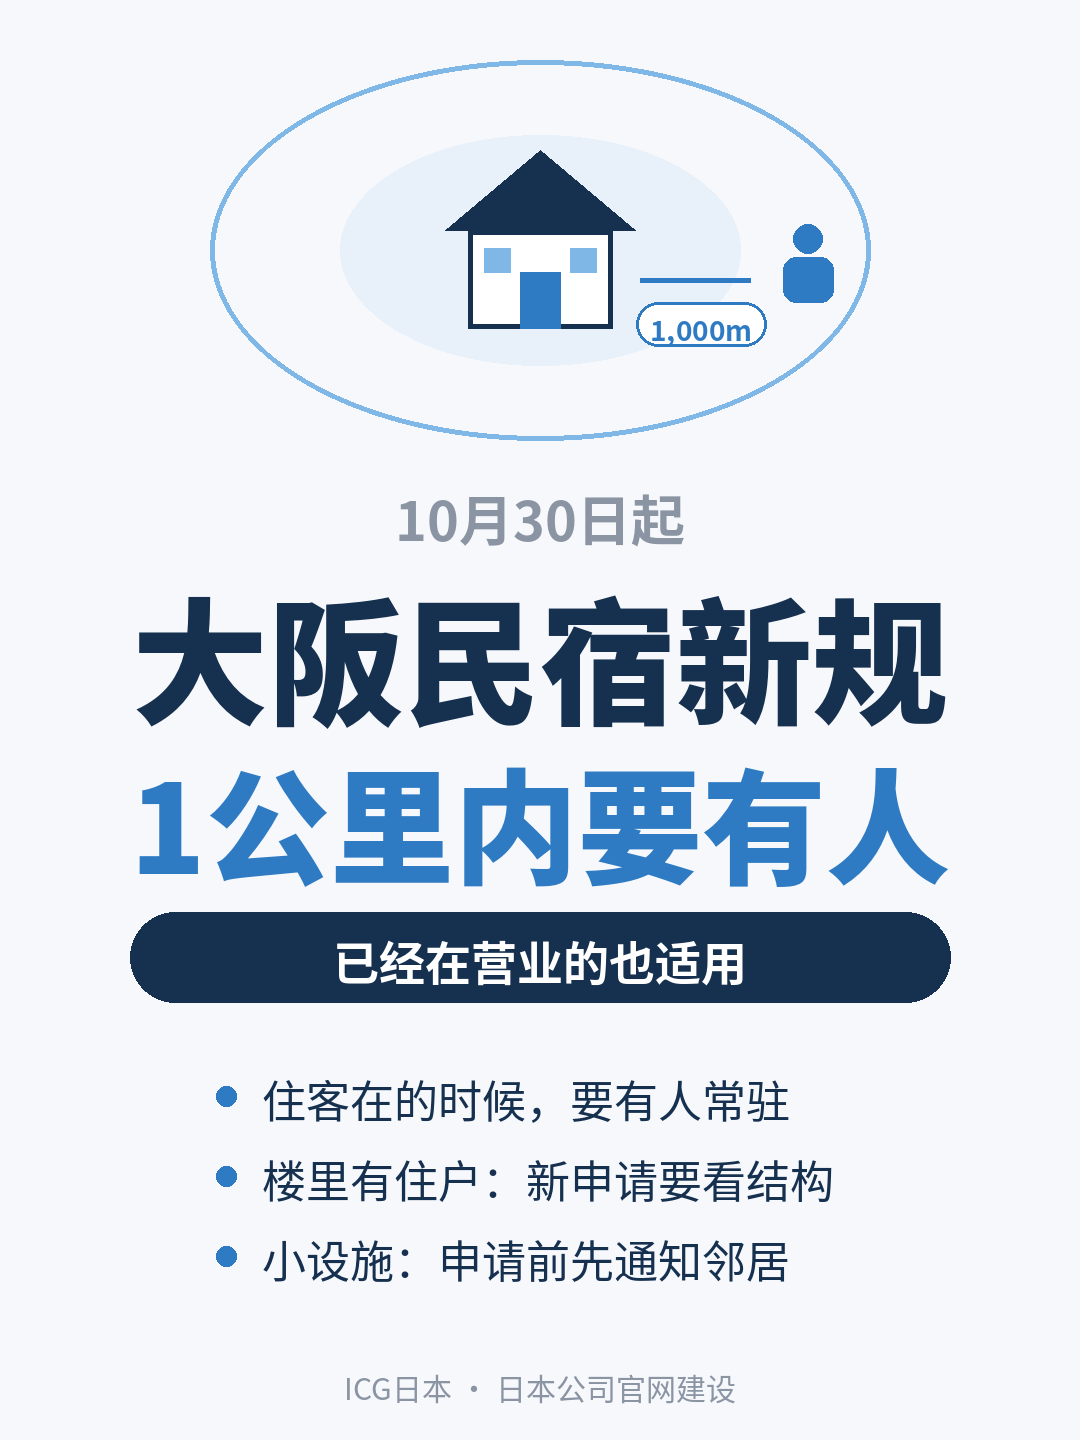 1,000m
10月30日起
大阪民宿新规
1公里内要有人
已经在营业的也适用
住客在的时候，要有人常驻
楼里有住户：新申请要看结构
小设施：申请前先通知邻居
ICG日本 · 日本公司官网建设